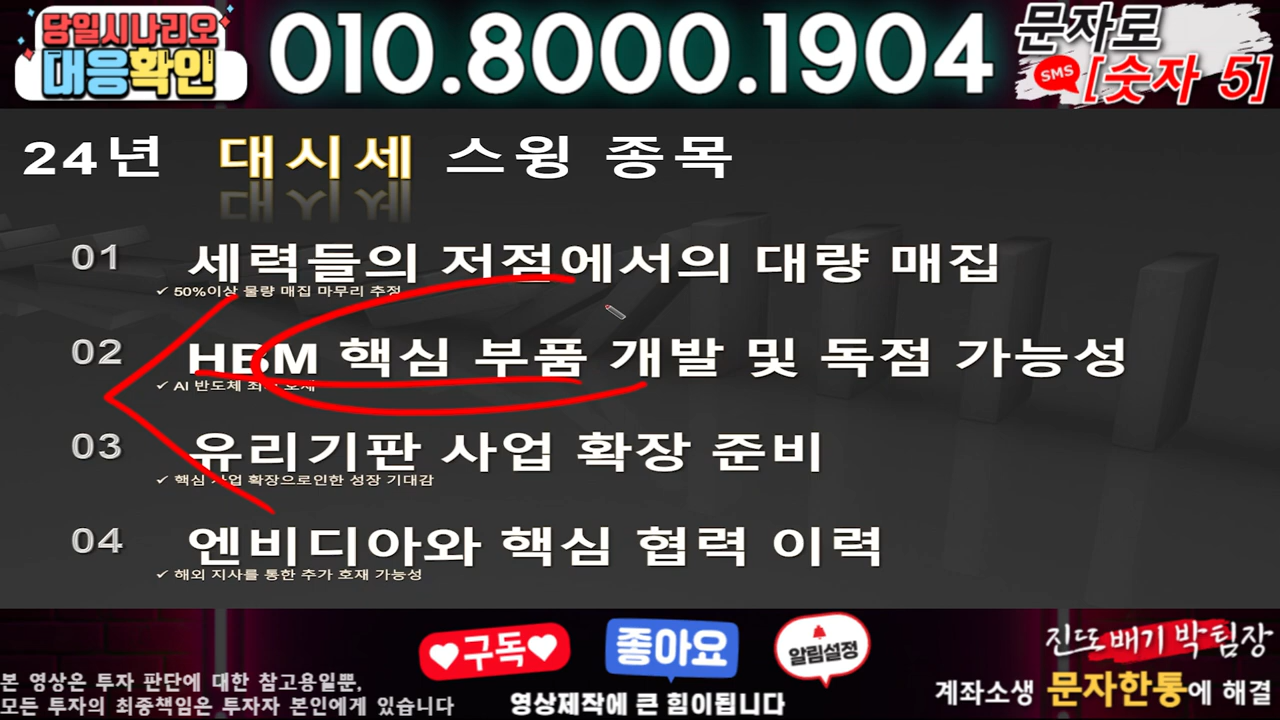 당일시나리오
대응확인
010.8000.1904
문자로
SMS
[숫자 5]
24년 대시세 스윙 종목
01 세력들의 저점에서의 대량 매집
✓ 50%이상 물량 매집 마무리 추정
02 HBM 핵심 부품 개발 및 독점 가능성
✓ AI 반도체 호재
03 유리기판 사업 확장 준비
✓ 핵심 사업 확장으로인한 성장 기대감
04 엔비디아와 핵심 협력 이력
✓ 해외 지사를 통한 추가 호재 가능성
구독
좋아요
알림설정
영상제작에 큰 힘이됩니다
본 영상은 투자 판단에 대한 참고용일뿐,
모든 투자의 최종책임은 투자자 본인에게 있습니다
진또배기 박팀장
계좌소생 문자한통에 해결